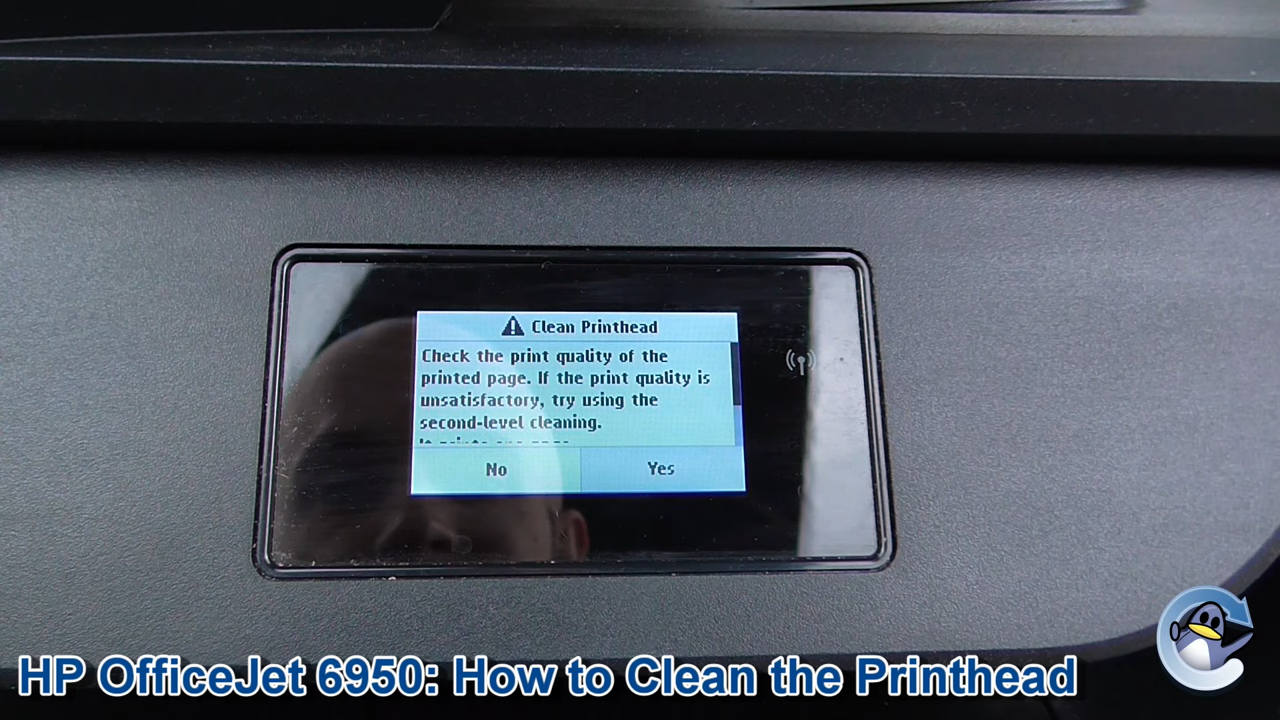 Clean Printhead
Check the print quality of the
printed page. If the print quality is
unsatisfactory, try using the
second-level cleaning.
No
Yes
HP OfficeJet 6950: How to Clean the Printhead